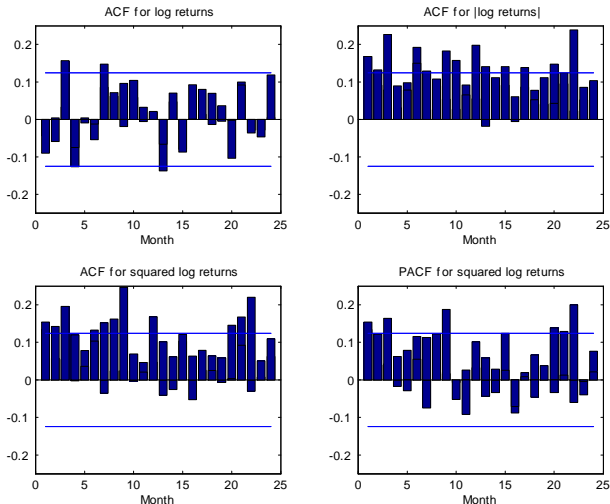 ACF for log returns
0.2
0.1
0
-0.1
-0.2
0 5 10 15 20 25
Month
ACF for |log returns|
0.2
0.1
0
-0.1
-0.2
0 5 10 15 20 25
Month
ACF for squared log returns
0.2
0.1
0
-0.1
-0.2
0 5 10 15 20 25
Month
PACF for squared log returns
0.2
0.1
0
-0.1
-0.2
0 5 10 15 20 25
Month